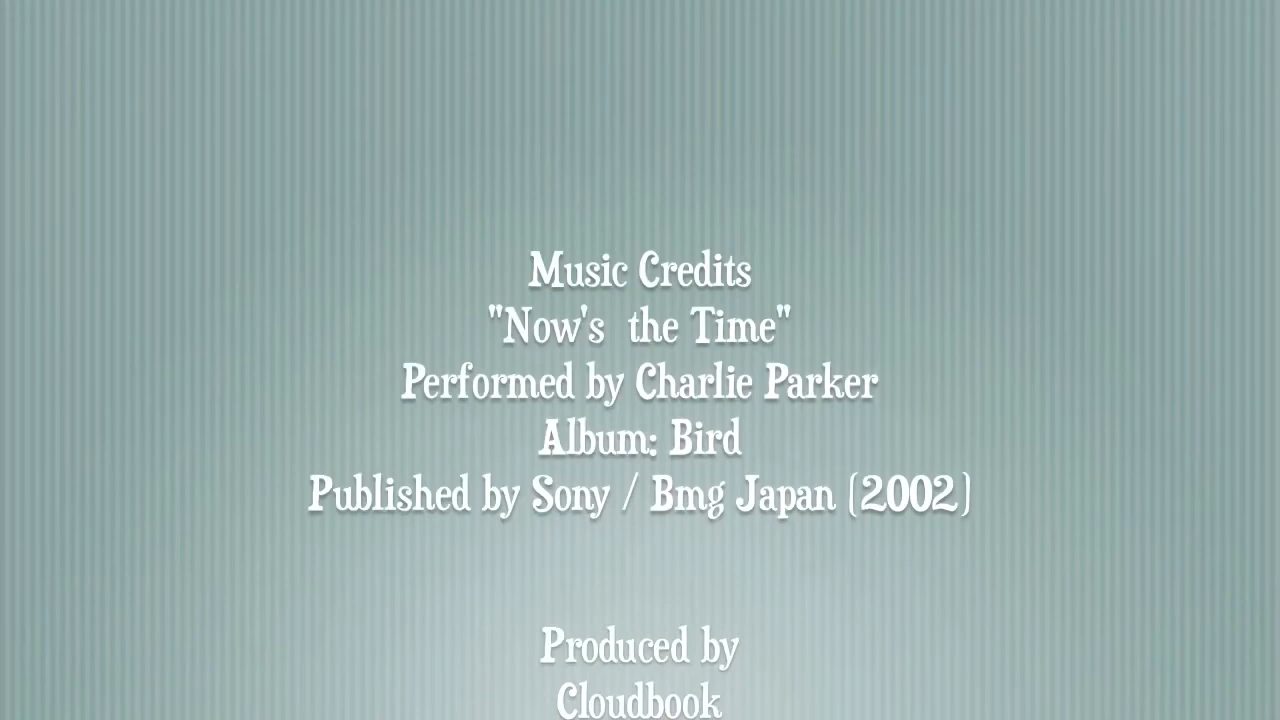 Music Credits
"Now's  the Time"
Performed by Charlie Parker
Album: Bird
Published by Sony / Bmg Japan (2002)
Produced by
Cloudbook